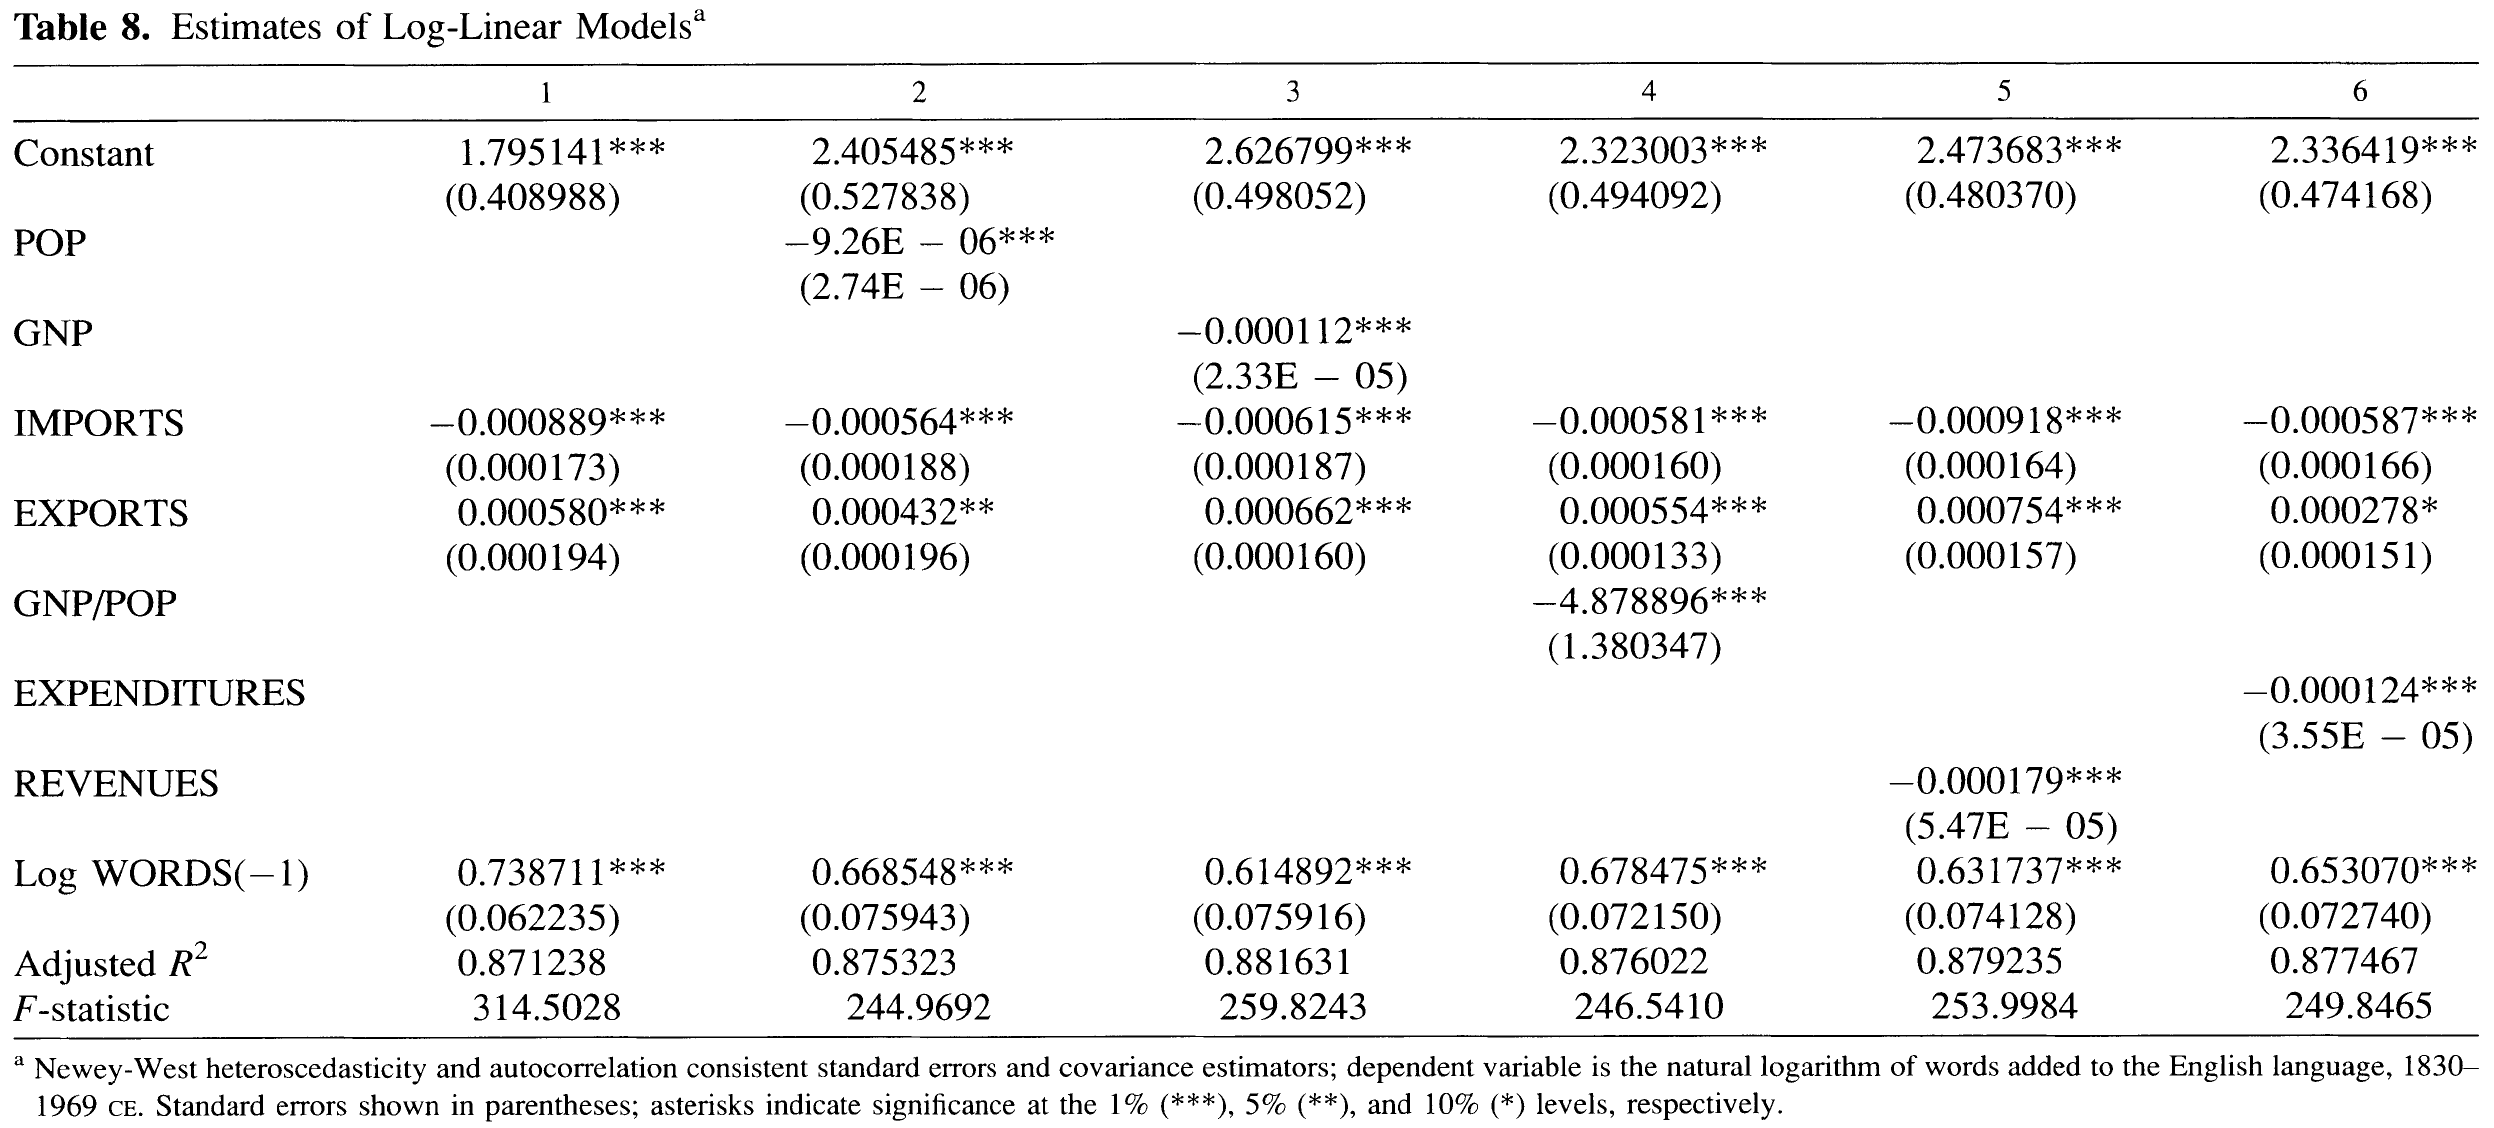 Table 8. Estimates of Log-Linear Modelsa
1 2 3 4 5 6
Constant 1.795141*** 2.405485*** 2.626799*** 2.323003*** 2.473683*** 2.336419***
(0.408988) (0.527838) (0.498052) (0.494092) (0.480370) (0.474168)
POP −9.26E − 06***
(2.74E − 06)
GNP −0.000112***
(2.33E − 05)
IMPORTS −0.000889*** −0.000564*** −0.000615*** −0.000581*** −0.000918*** −0.000587***
(0.000173) (0.000188) (0.000187) (0.000160) (0.000164) (0.000166)
EXPORTS 0.000580*** 0.000432** 0.000662*** 0.000554*** 0.000754*** 0.000278*
(0.000194) (0.000196) (0.000160) (0.000133) (0.000157) (0.000151)
GNP/POP −4.878896***
(1.380347)
EXPENDITURES −0.000124***
(3.55E − 05)
REVENUES −0.000179***
(5.47E − 05)
Log WORDS(−1) 0.738711*** 0.668548*** 0.614892*** 0.678475*** 0.631737*** 0.653070***
(0.062235) (0.075943) (0.075916) (0.072150) (0.074128) (0.072740)
Adjusted R2 0.871238 0.875323 0.881631 0.876022 0.879235 0.877467
F-statistic 314.5028 244.9692 259.8243 246.5410 253.9984 249.8465
a Newey-West heteroscedasticity and autocorrelation consistent standard errors and covariance estimators; dependent variable is the natural logarithm of words added to the English language, 1830–
1969 CE. Standard errors shown in parentheses; asterisks indicate significance at the 1% (***), 5% (**), and 10% (*) levels, respectively.